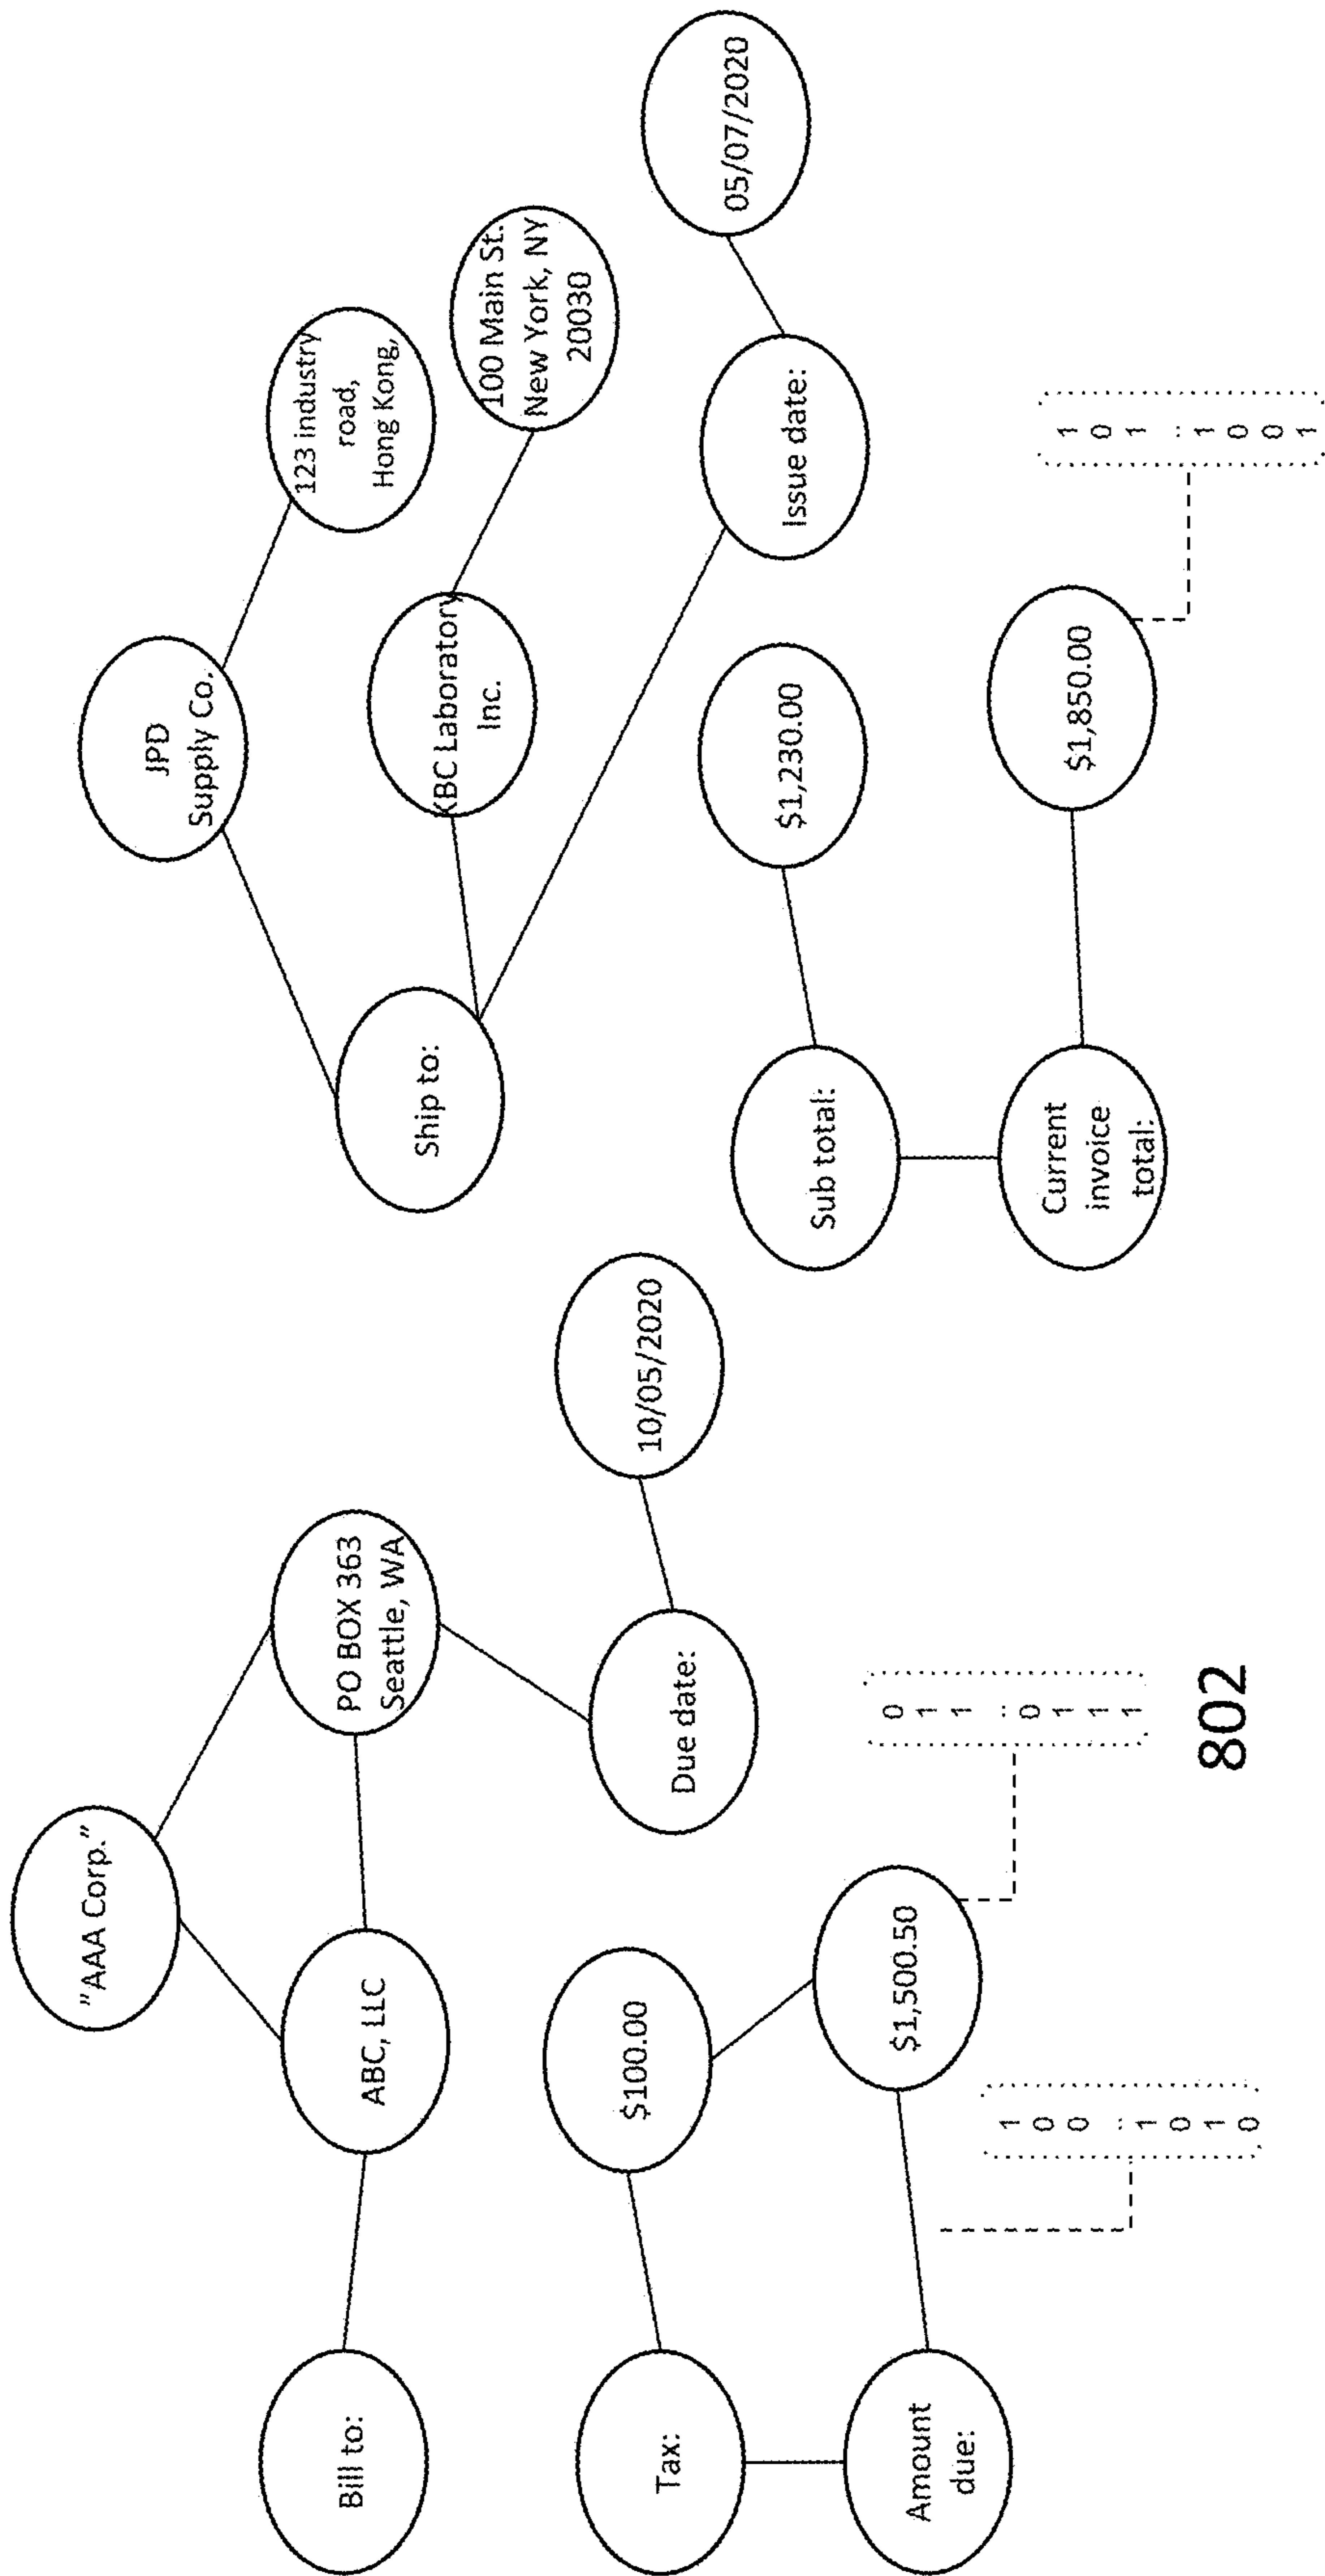 "AAA Corp."
Bill to:
ABC, LLC
PO BOX 363
Seattle, WA
Tax:
$100.00
Due date:
10/05/2020
Amount
due:
$1,500.50
1
0
0
..
1
0
1
0
0
1
1
..
0
1
1
1
JPD
Supply Co.
Ship to:
123 industry
road,
Hong Kong,
KBC Laboratory
Inc.
100 Main St.
New York, NY
20030
Issue date:
05/07/2020
Sub total:
$1,230.00
Current
invoice
total:
$1,850.00
1
0
1
..
1
0
0
1
802